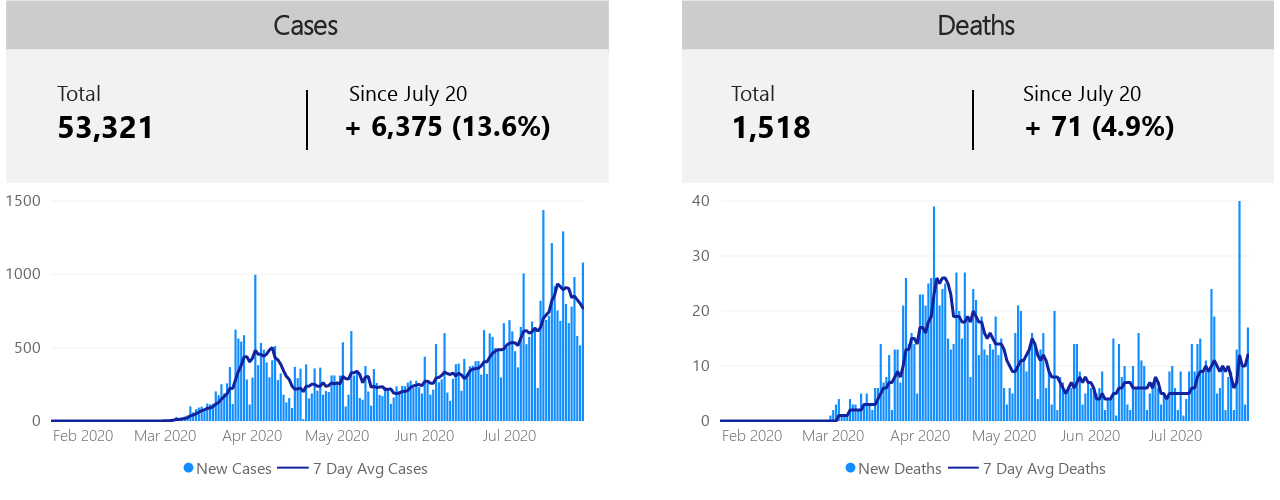 Cases
Total
53,321
Since July 20
+ 6,375 (13.6%)
1500
1000
500
0
Feb 2020 Mar 2020 Apr 2020 May 2020 Jun 2020 Jul 2020
New Cases 7 Day Avg Cases
Deaths
Total
1,518
Since July 20
+ 71 (4.9%)
40
30
20
10
0
Feb 2020 Mar 2020 Apr 2020 May 2020 Jun 2020 Jul 2020
New Deaths 7 Day Avg Deaths